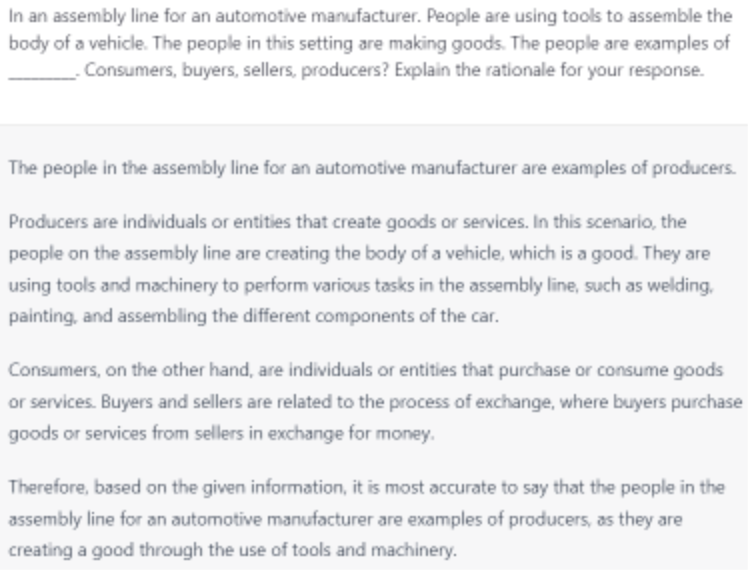 In an assembly line for an automotive manufacturer. People are using tools to assemble the
body of a vehicle. The people in this setting are making goods. The people are examples of
_________. Consumers, buyers, sellers, producers? Explain the rationale for your response.
The people in the assembly line for an automotive manufacturer are examples of producers.
Producers are individuals or entities that create goods or services. In this scenario, the
people on the assembly line are creating the body of a vehicle, which is a good. They are
using tools and machinery to perform various tasks in the assembly line, such as welding,
painting, and assembling the different components of the car.
Consumers, on the other hand, are individuals or entities that purchase or consume goods
or services. Buyers and sellers are related to the process of exchange, where buyers purchase
goods or services from sellers in exchange for money.
Therefore, based on the given information, it is most accurate to say that the people in the
assembly line for an automotive manufacturer are examples of producers, as they are
creating a good through the use of tools and machinery.